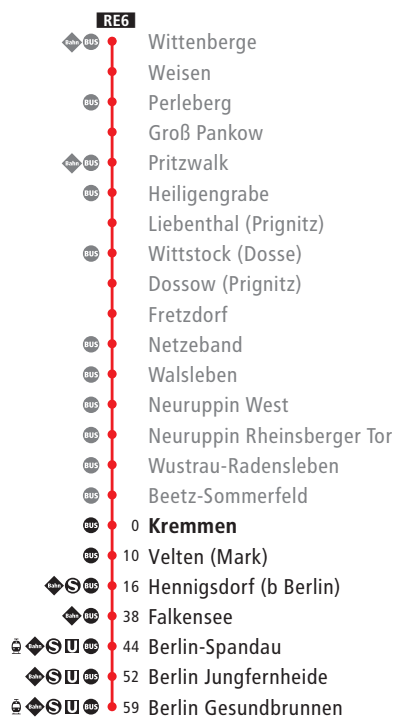 RE6
Bahn BUS Wittenberge
Weisen
BUS Perleberg
Groß Pankow
Bahn BUS Pritzwalk
BUS Heiligengrabe
Liebenthal (Prignitz)
BUS Wittstock (Dosse)
Dossow (Prignitz)
Fretzdorf
BUS Netzeband
BUS Walsleben
BUS Neuruppin West
BUS Neuruppin Rheinsberger Tor
BUS Wustrau-Radensleben
BUS Beetz-Sommerfeld
BUS 0 Kremmen
BUS 10 Velten (Mark)
Bahn S BUS 16 Hennigsdorf (b Berlin)
Bahn BUS 38 Falkensee
Bahn S U BUS 44 Berlin-Spandau
Bahn S U BUS 52 Berlin Jungfernheide
Bahn S U BUS 59 Berlin Gesundbrunnen